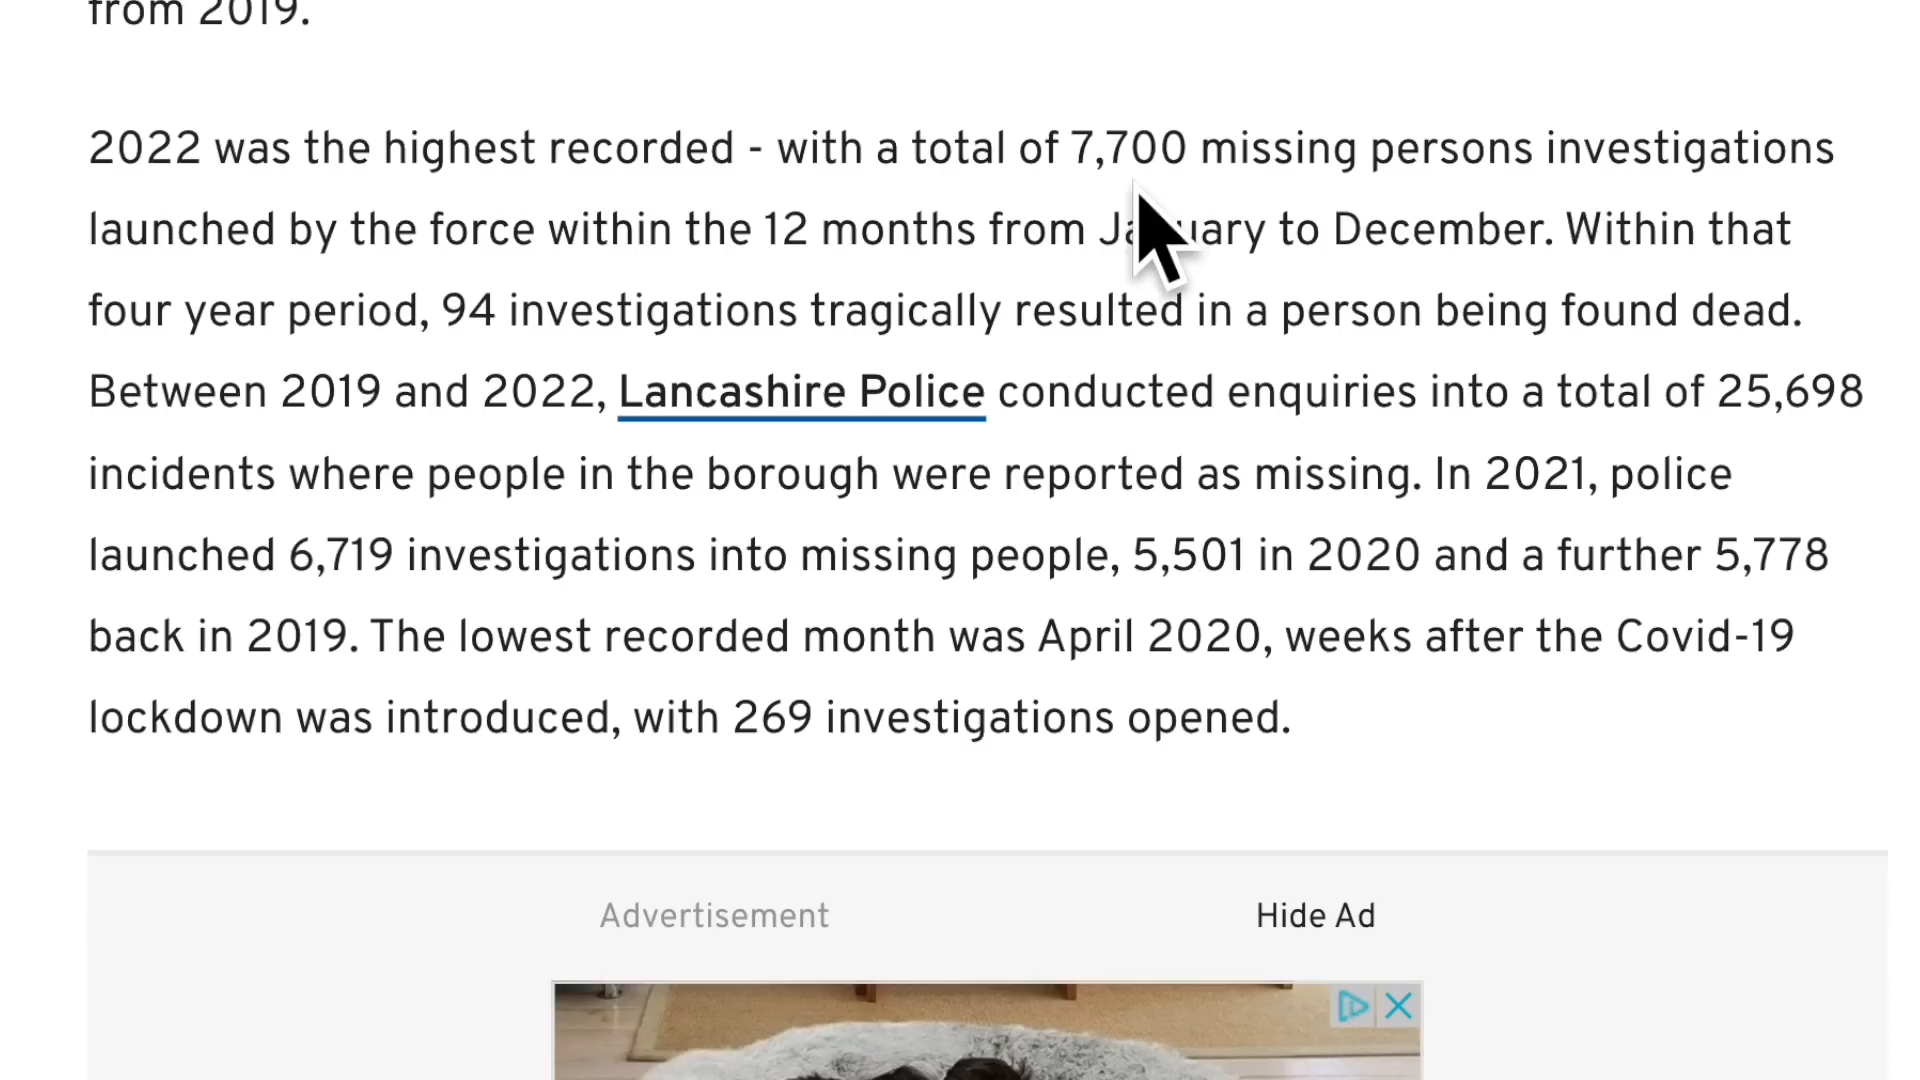 from 2019.
2022 was the highest recorded - with a total of 7,700 missing persons investigations
launched by the force within the 12 months from January to December. Within that
four year period, 94 investigations tragically resulted in a person being found dead.
Between 2019 and 2022, Lancashire Police conducted enquiries into a total of 25,698
incidents where people in the borough were reported as missing. In 2021, police
launched 6,719 investigations into missing people, 5,501 in 2020 and a further 5,778
back in 2019. The lowest recorded month was April 2020, weeks after the Covid-19
lockdown was introduced, with 269 investigations opened.
Advertisement Hide Ad